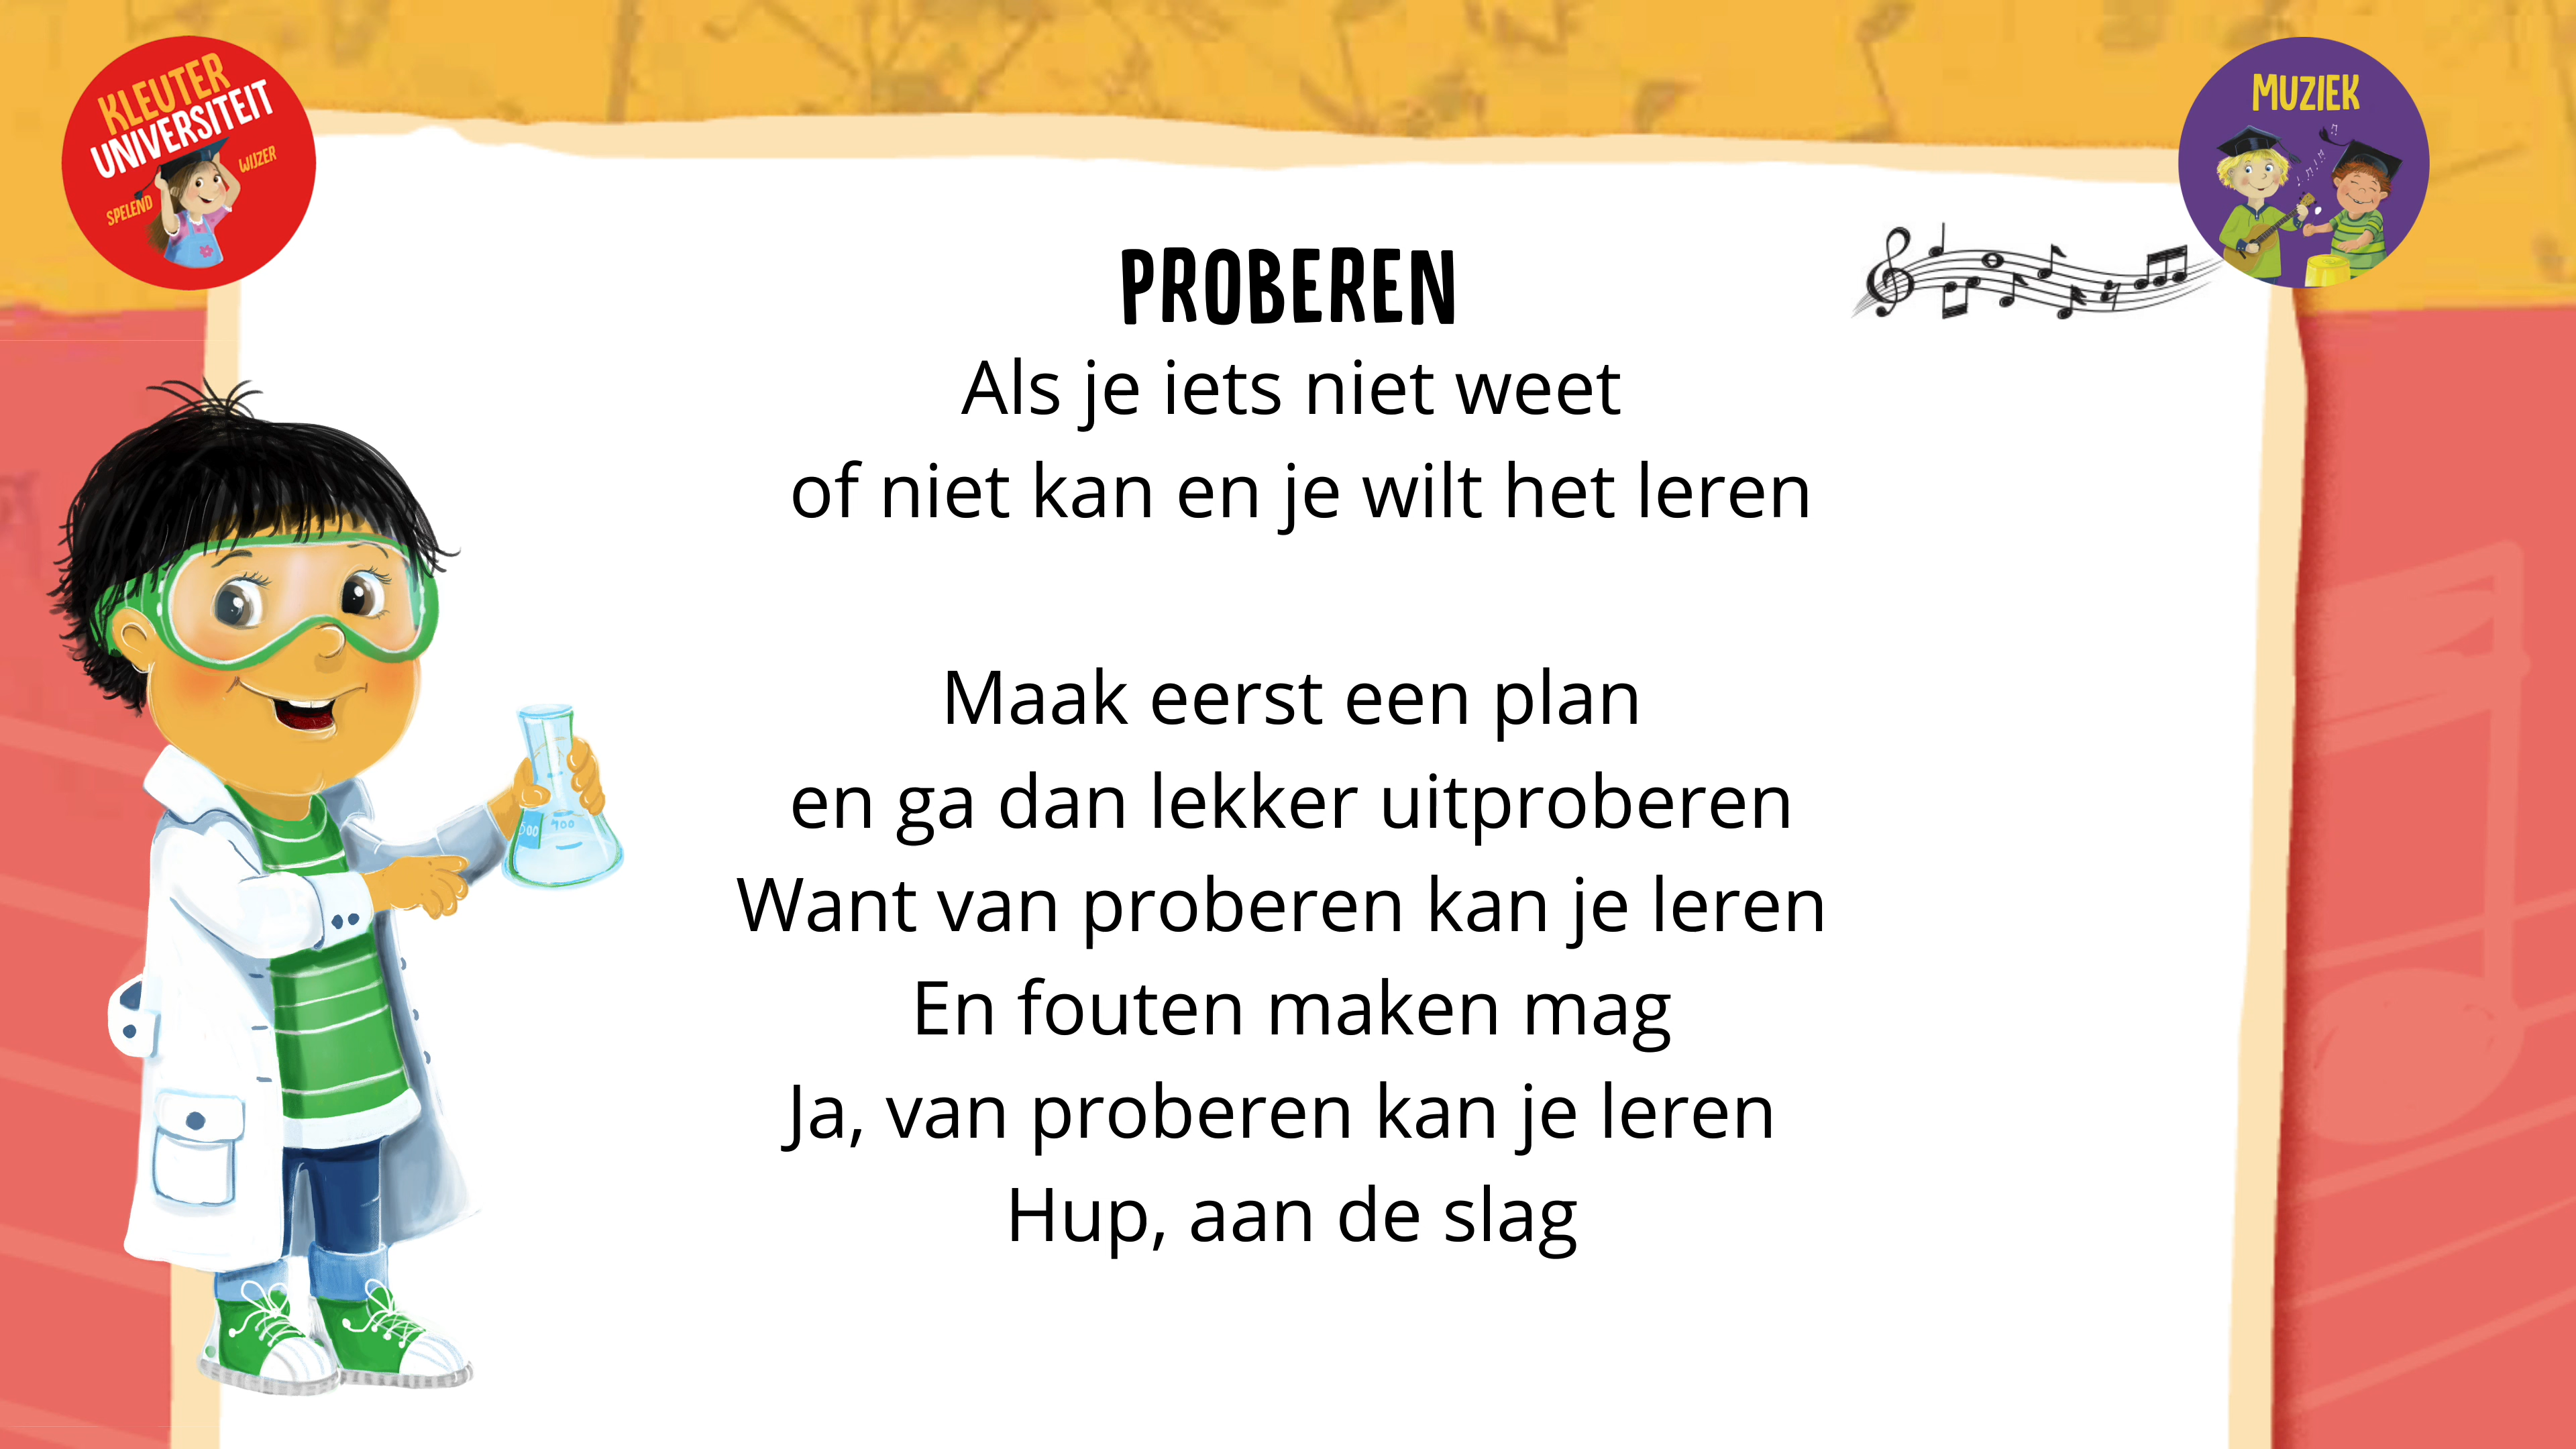 KLEUTER
UNIVERSITEIT
SPELEND
WIJZER
MUZIEK
PROBEREN
Als je iets niet weet
of niet kan en je wilt het leren
Maak eerst een plan
en ga dan lekker uitproberen
Want van proberen kan je leren
En fouten maken mag
Ja, van proberen kan je leren
Hup, aan de slag
500
400